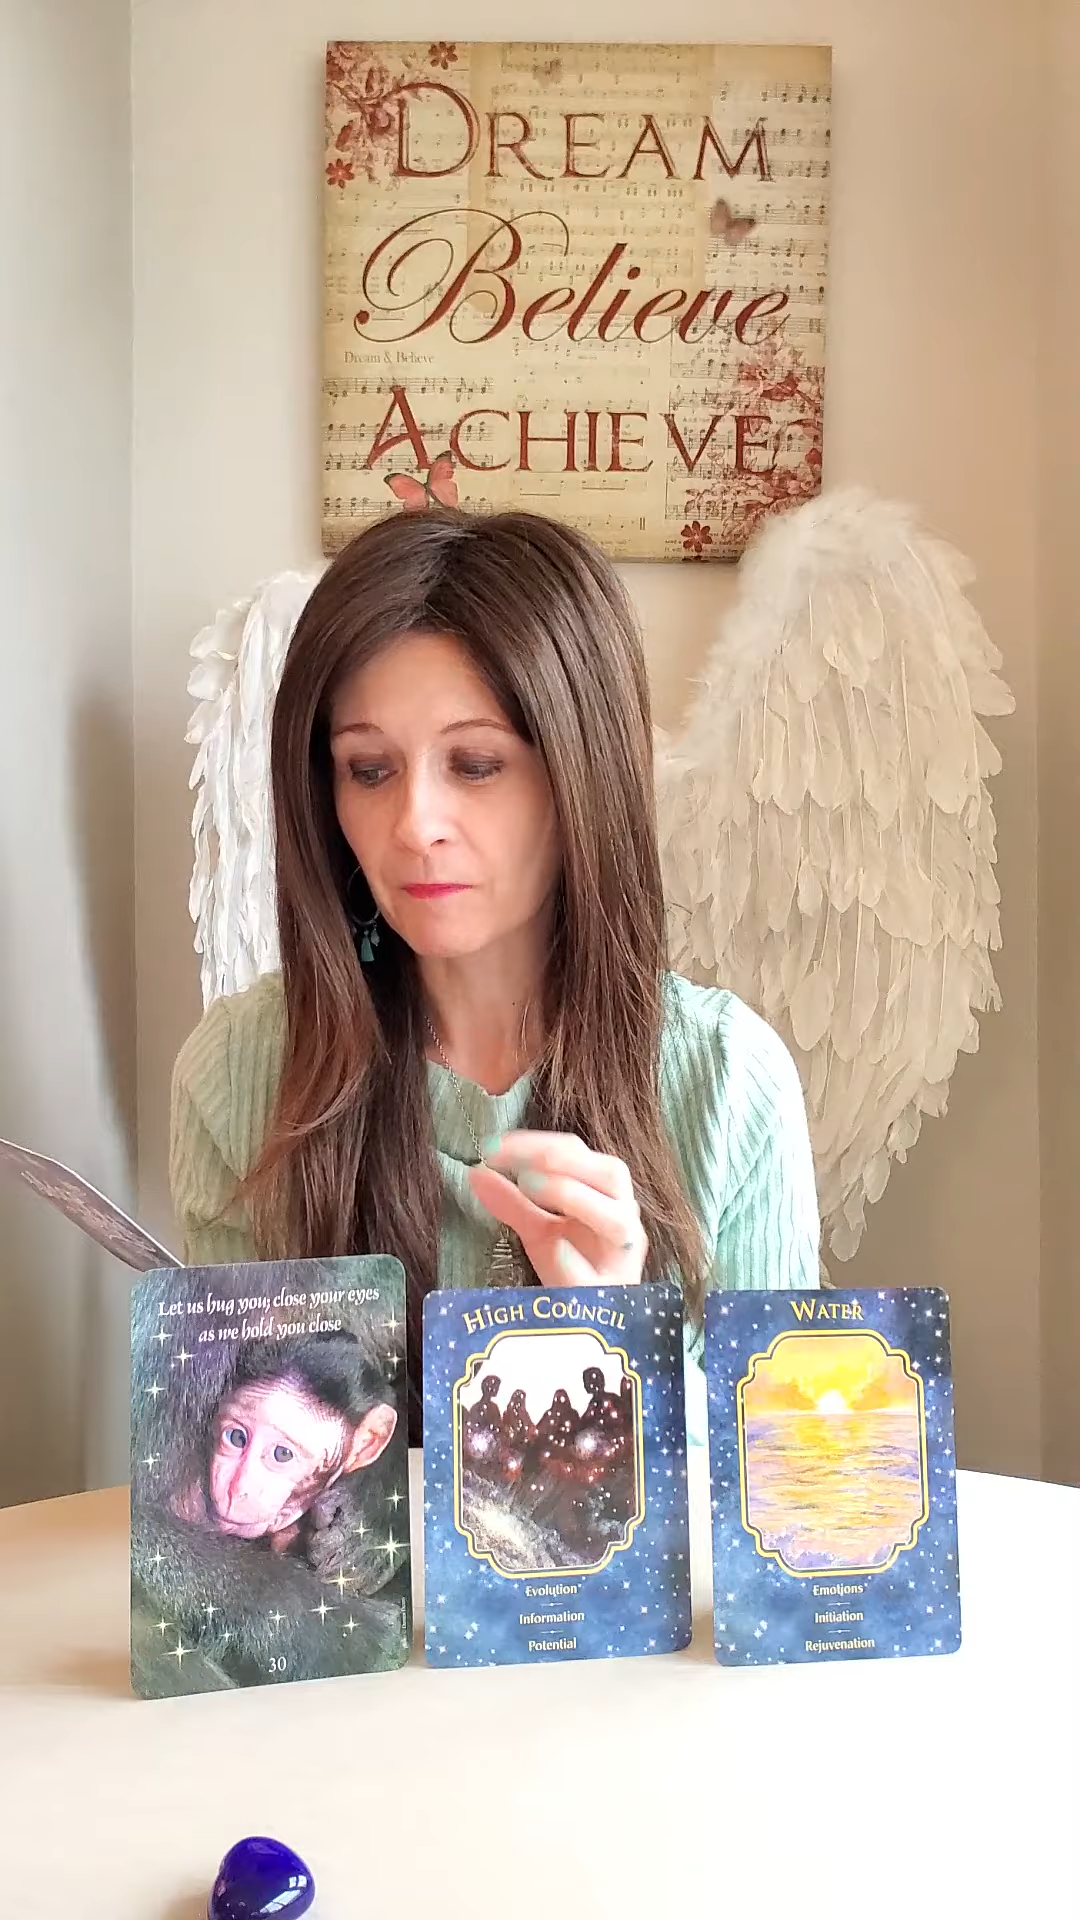 DREAM
Believe
Dream & Believe
ACHIEVE
Let us hug you; close your eyes
as we hold you close
30
HIGH COUNCIL
Evolution
Information
Potential
WATER
Emotions
Initiation
Rejuvenation